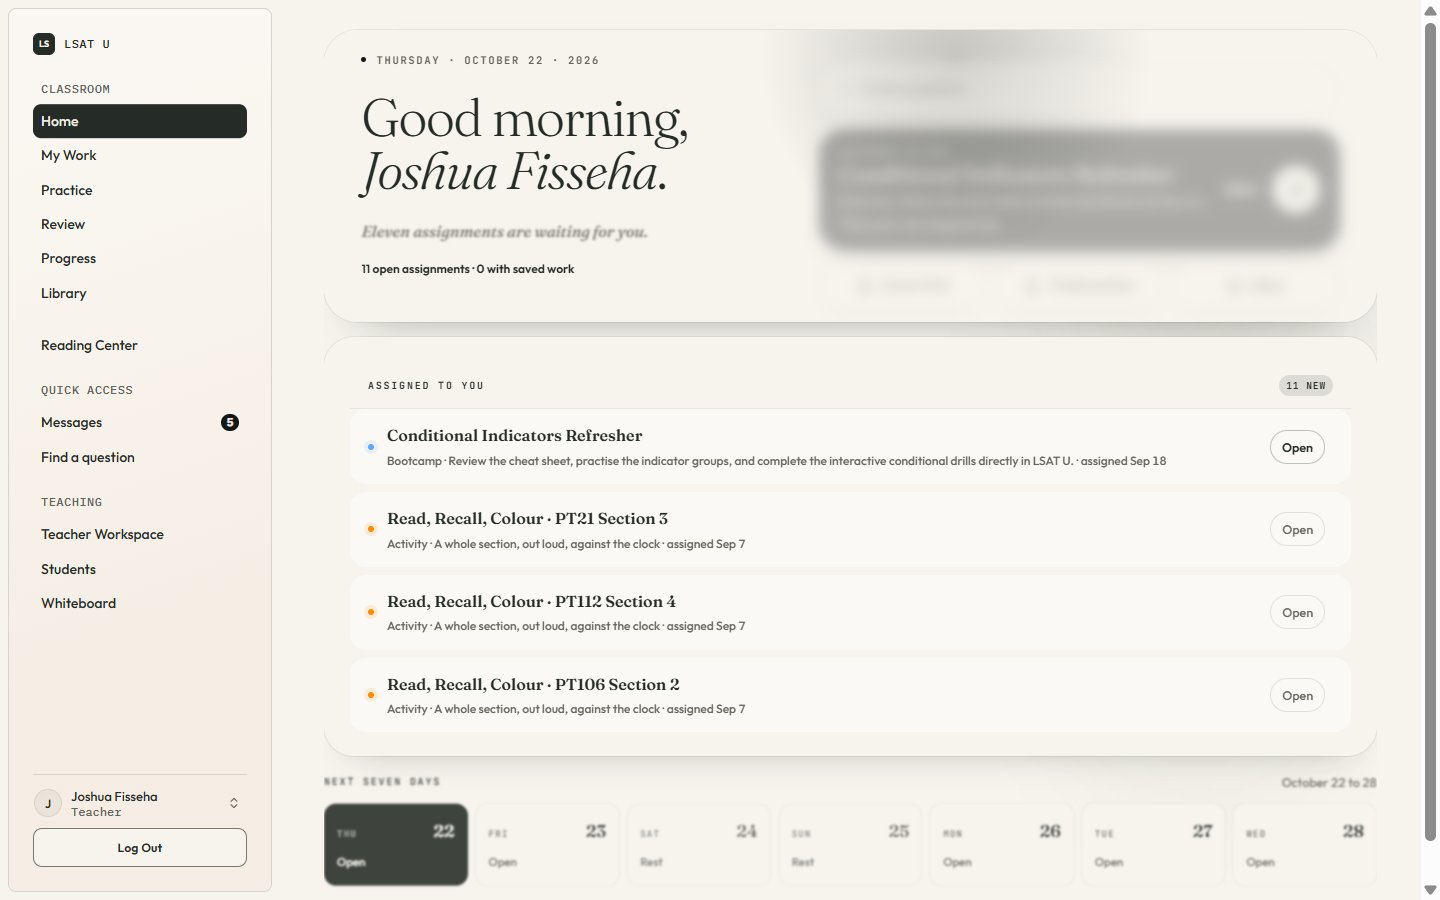 LS LSAT U
CLASSROOM
Home
My Work
Practice
Review
Progress
Library
Reading Center
QUICK ACCESS
Messages 5
Find a question
TEACHING
Teacher Workspace
Students
Whiteboard
J Joshua Fisseha
Teacher
Log Out
THURSDAY · OCTOBER 22 · 2026
Good morning,
Joshua Fisseha.
Eleven assignments are waiting for you.
11 open assignments · 0 with saved work
ASSIGNED TO YOU 11 NEW
Conditional Indicators Refresher
Bootcamp · Review the cheat sheet, practise the indicator groups, and complete the interactive conditional drills directly in LSAT U. · assigned Sep 18
Open
Read, Recall, Colour · PT21 Section 3
Activity · A whole section, out loud, against the clock · assigned Sep 7
Open
Read, Recall, Colour · PT112 Section 4
Activity · A whole section, out loud, against the clock · assigned Sep 7
Open
Read, Recall, Colour · PT106 Section 2
Activity · A whole section, out loud, against the clock · assigned Sep 7
Open
NEXT SEVEN DAYS October 22 to 28
THU 22
Open
FRI 23
Open
SAT 24
Rest
SUN 25
Rest
MON 26
Open
TUE 27
Open
WED 28
Open